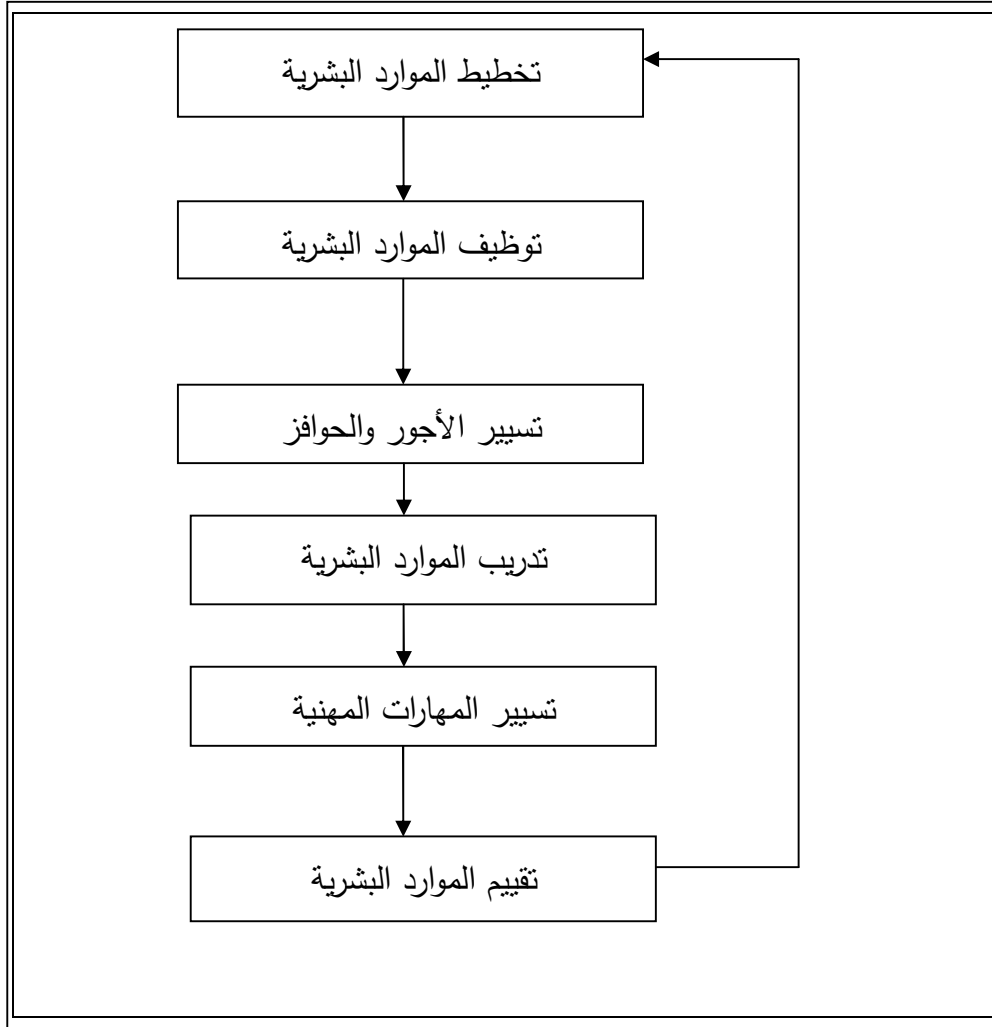 تخطيط الموارد البشرية
توظيف الموارد البشرية
تسيير الأجور والحوافز
تدريب الموارد البشرية
تسيير المهارات المهنية
تقييم الموارد البشرية